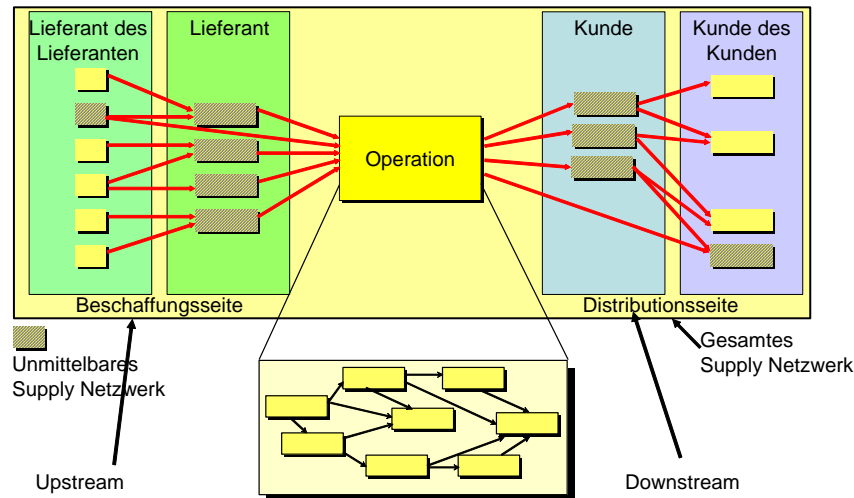 Lieferant des
Lieferanten
Lieferant
Kunde
Kunde des
Kunden
Operation
Beschaffungsseite
Distributionsseite
Unmittelbares
Supply Netzwerk
Gesamtes
Supply Netzwerk
Upstream
Downstream